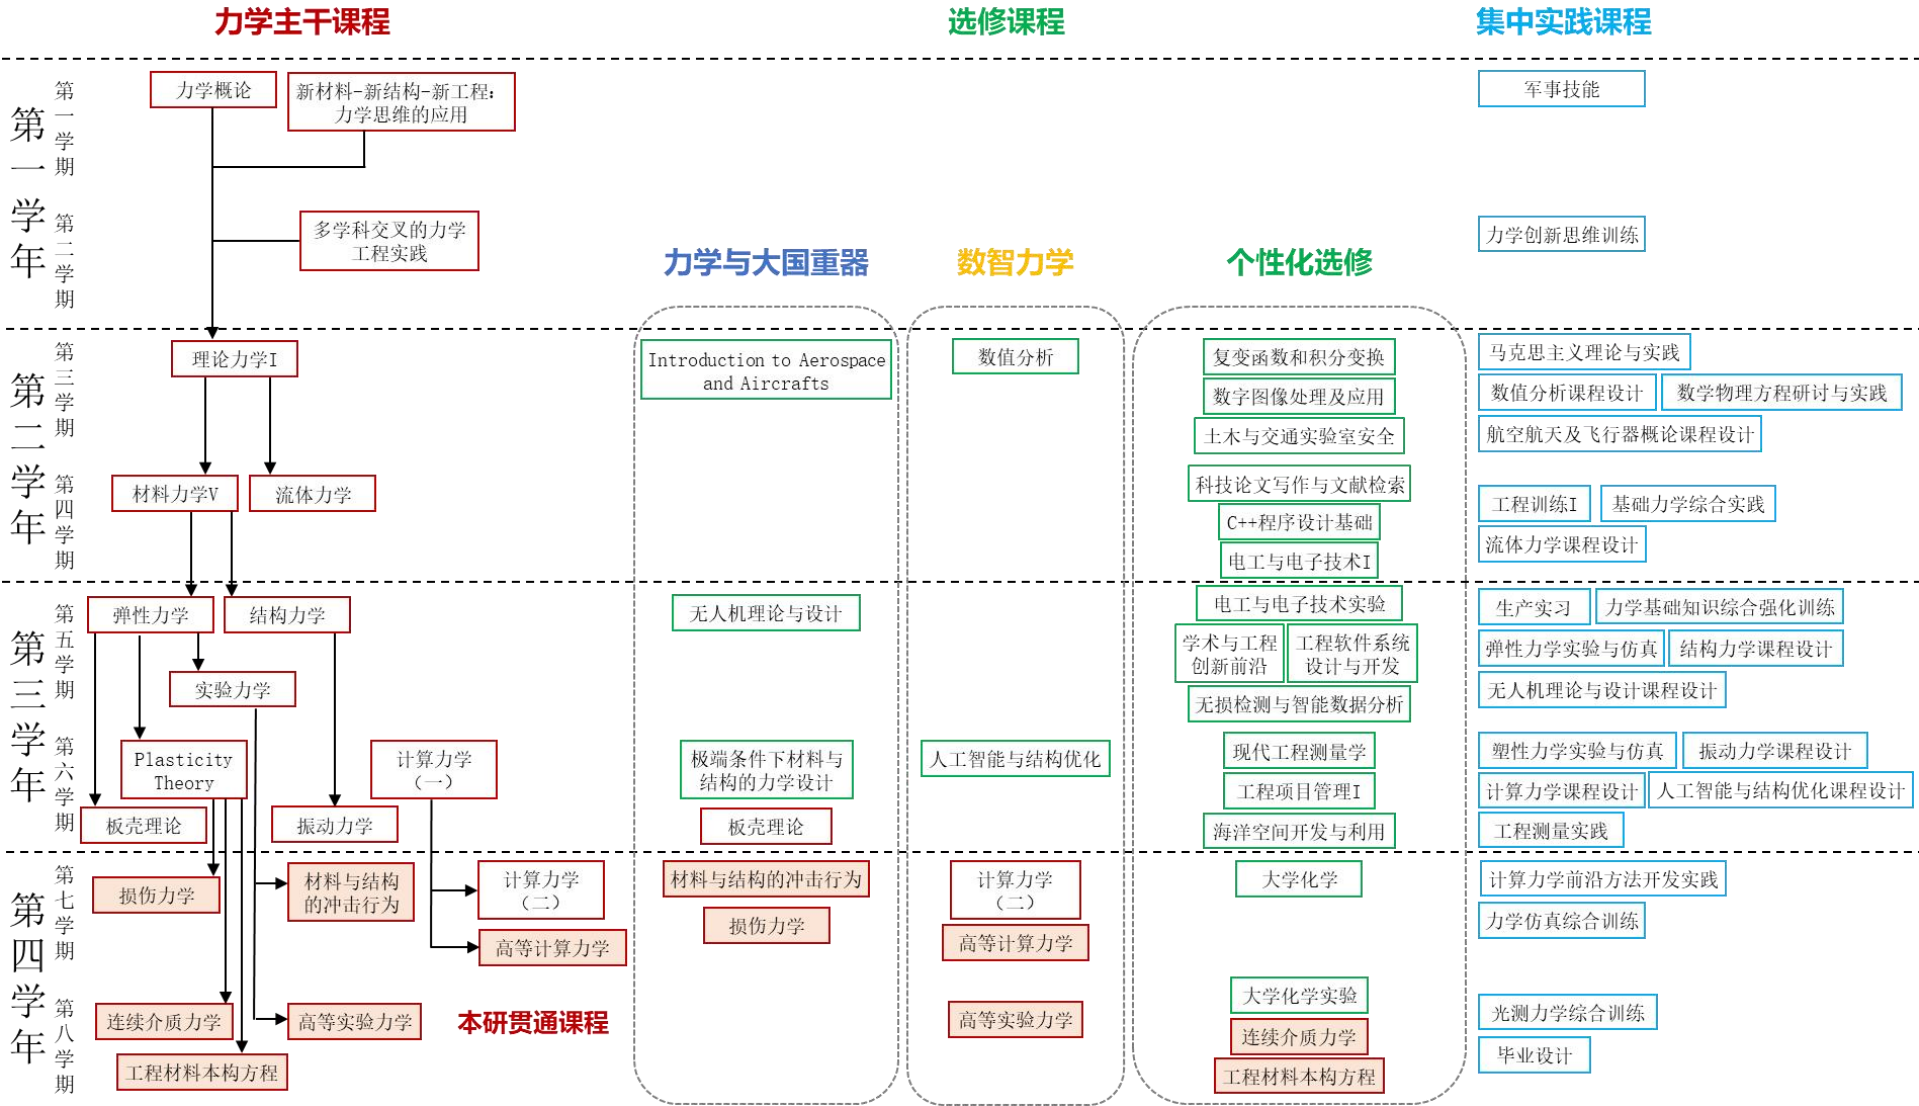 力学主干课程
选修课程
集中实践课程
第一学年
第一学期
力学概论
新材料-新结构-新工程：
力学思维的应用
军事技能
第二学期
多学科交叉的力学
工程实践
力学创新思维训练
力学与大国重器
数智力学
个性化选修
第二学年
第三学期
理论力学I
Introduction to Aerospace
and Aircrafts
数值分析
复变函数和积分变换
数字图像处理及应用
土木与交通实验室安全
马克思主义理论与实践
数值分析课程设计
数学物理方程研讨与实践
航空航天及飞行器概论课程设计
第四学期
材料力学V
流体力学
科技论文写作与文献检索
C++程序设计基础
电工与电子技术I
工程训练I
基础力学综合实践
流体力学课程设计
第三学年
第五学期
弹性力学
结构力学
实验力学
无人机理论与设计
电工与电子技术实验
学术与工程
创新前沿
工程软件系统
设计与开发
无损检测与智能数据分析
生产实习
力学基础知识综合强化训练
弹性力学实验与仿真
结构力学课程设计
无人机理论与设计课程设计
第六学期
Plasticity
Theory
计算力学
（一）
板壳理论
振动力学
极端条件下材料与
结构的力学设计
板壳理论
人工智能与结构优化
现代工程测量学
工程项目管理I
海洋空间开发与利用
塑性力学实验与仿真
振动力学课程设计
计算力学课程设计
人工智能与结构优化课程设计
工程测量实践
第四学年
第七学期
损伤力学
材料与结构
的冲击行为
计算力学
（二）
高等计算力学
材料与结构的冲击行为
损伤力学
计算力学
（二）
高等计算力学
大学化学
计算力学前沿方法开发实践
力学仿真综合训练
第八学期
连续介质力学
高等实验力学
本研贯通课程
工程材料本构方程
高等实验力学
大学化学实验
连续介质力学
工程材料本构方程
光测力学综合训练
毕业设计